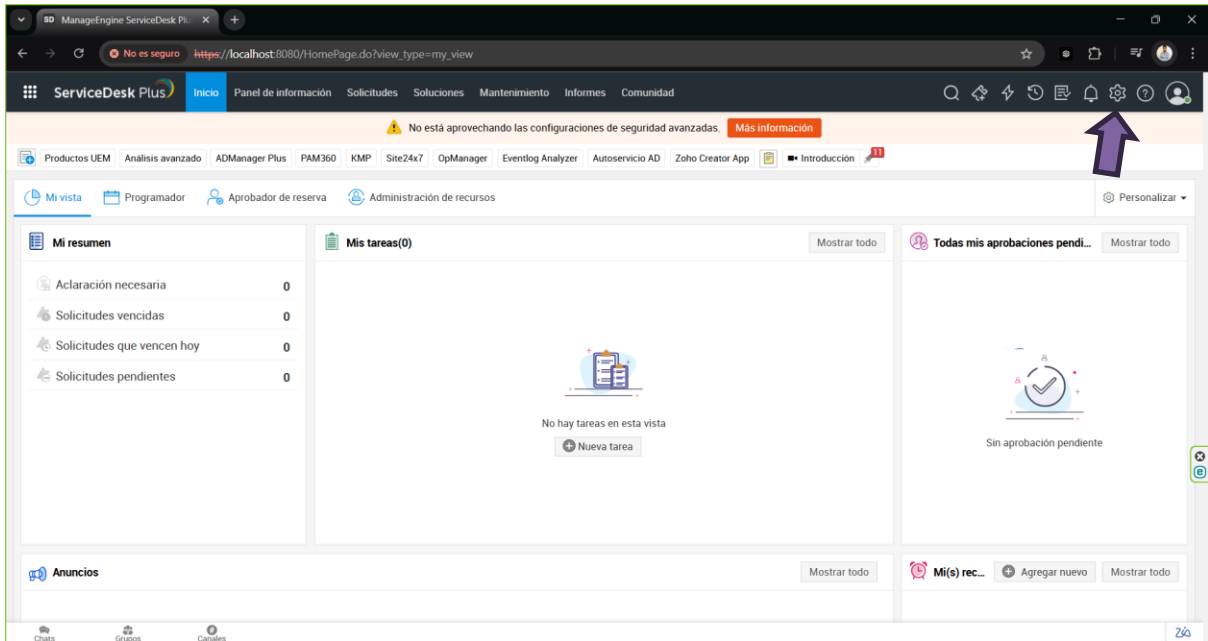 SD ManageEngine ServiceDesk Plu
No es seguro https://localhost:8080/HomePage.do?view_type=my_view
ServiceDesk Plus Inicio Panel de información Solicitudes Soluciones Mantenimiento Informes Comunidad
No está aprovechando las configuraciones de seguridad avanzadas. Más información
Productos UEM Análisis avanzado ADManager Plus PAM360 KMP Site24x7 OpManager Eventlog Analyzer Autoservicio AD Zoho Creator App Introducción 11
Mi vista Programador Aprobador de reserva Administración de recursos Personalizar
Mi resumen
Aclaración necesaria 0
Solicitudes vencidas 0
Solicitudes que vencen hoy 0
Solicitudes pendientes 0
Mis tareas(0) Mostrar todo
No hay tareas en esta vista
Nueva tarea
Todas mis aprobaciones pendi... Mostrar todo
Sin aprobación pendiente
Anuncios Mostrar todo
Mi(s) rec... Agregar nuevo Mostrar todo
Chats Grupos Canales
Zia